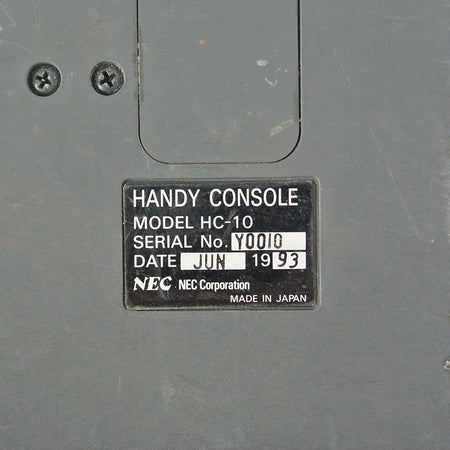 HANDY CONSOLE
MODEL HC-10
SERIAL No. Y0010
DATE JUN 1993
NEC NEC Corporation
MADE IN JAPAN